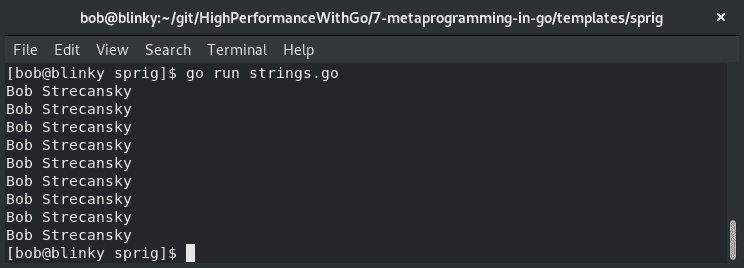 bob@blinky:~/git/HighPerformanceWithGo/7-metaprogramming-in-go/templates/sprig ×
File Edit View Search Terminal Help
[bob@blinky sprig]$ go run strings.go
Bob Strecansky
Bob Strecansky
Bob Strecansky
Bob Strecansky
Bob Strecansky
Bob Strecansky
Bob Strecansky
Bob Strecansky
Bob Strecansky
[bob@blinky sprig]$